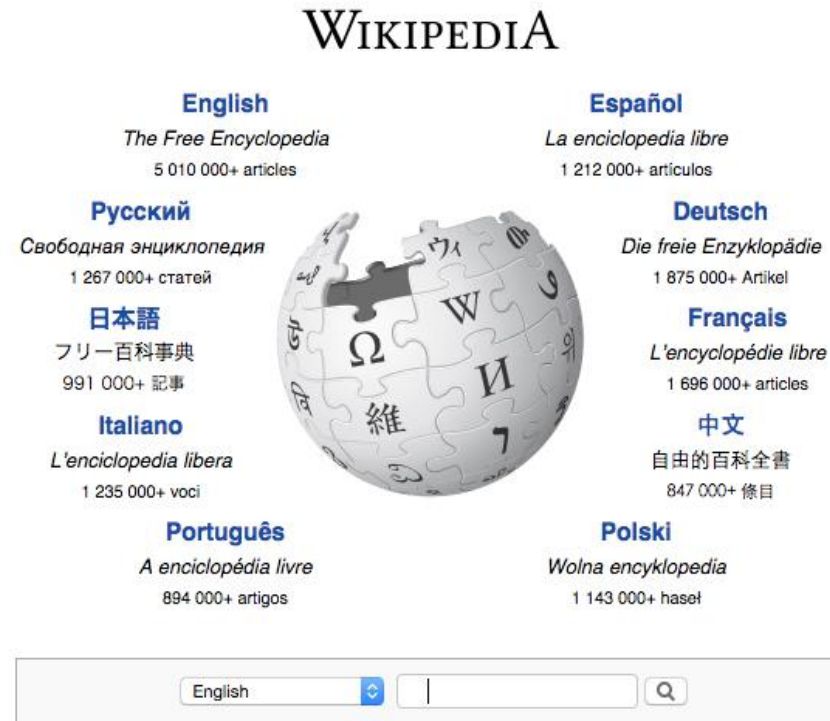 WIKIPEDIA
English
The Free Encyclopedia
5 010 000+ articles
Español
La enciclopedia libre
1 212 000+ artículos
Русский
Свободная энциклопедия
1 267 000+ статей
Deutsch
Die freie Enzyklopädie
1 875 000+ Artikel
日本語
フリー百科事典
991 000+ 記事
Français
L'encyclopédie libre
1 696 000+ articles
Italiano
L'enciclopedia libera
1 235 000+ voci
中文
自由的百科全書
847 000+ 條目
Português
A enciclopédia livre
894 000+ artigos
Polski
Wolna encyklopedia
1 143 000+ haseł
ウィ
W
Ω
И
維
English